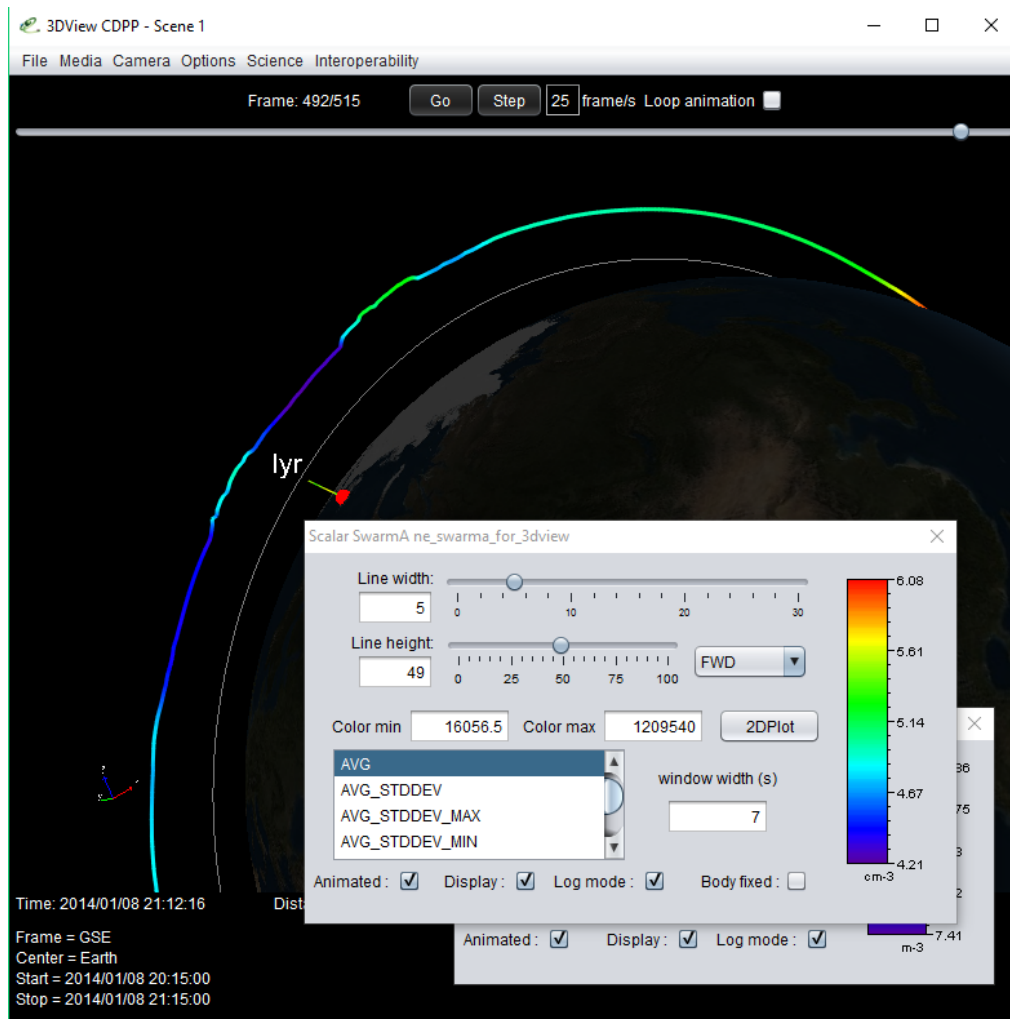 3DView CDPP - Scene 1
File Media Camera Options Science Interoperability
Frame: 492/515 Go Step 25 frame/s Loop animation
lyr
Scalar SwarmA ne_swarma_for_3dview
Line width:
5
0 10 20 30
Line height:
49
0 25 50 75 100
FWD
Color min 16056.5 Color max 1209540 2DPlot
AVG
AVG_STDDEV
AVG_STDDEV_MAX
AVG_STDDEV_MIN
window width (s)
7
6.08
5.61
5.14
4.67
4.21
cm-3
Animated : Display : Log mode : Body fixed :
Animated : Display : Log mode :
7.41
m-3
Time: 2014/01/08 21:12:16
Frame = GSE
Center = Earth
Start = 2014/01/08 20:15:00
Stop = 2014/01/08 21:15:00